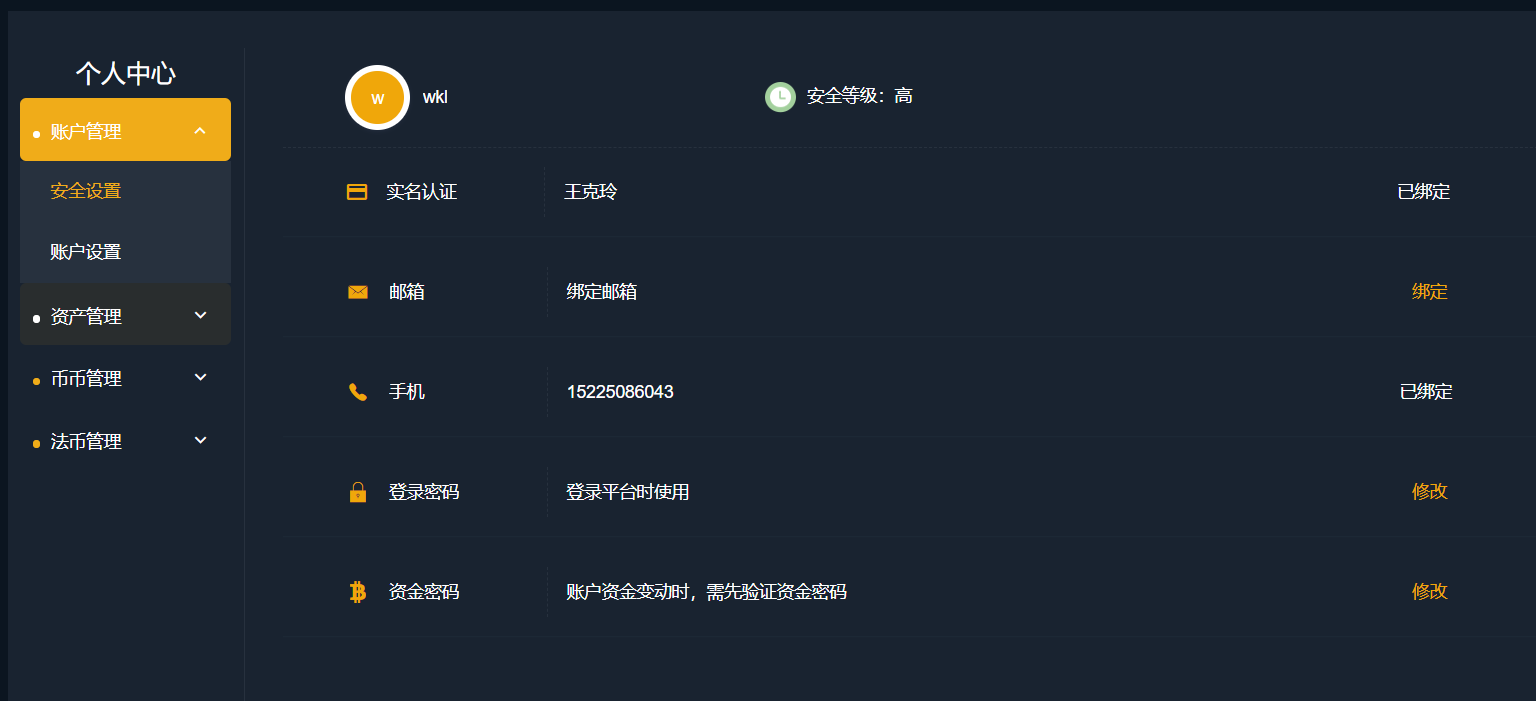 个人中心
账户管理
安全设置
账户设置
资产管理
币币管理
法币管理
w wkl 安全等级：高
实名认证 王克玲 已绑定
邮箱 绑定邮箱 绑定
手机 15225086043 已绑定
登录密码 登录平台时使用 修改
资金密码 账户资金变动时，需先验证资金密码 修改